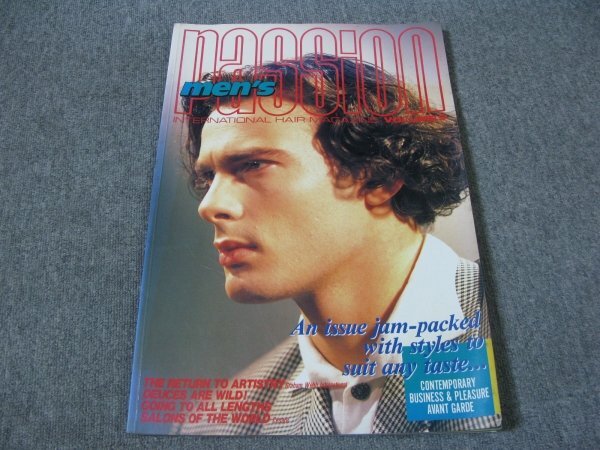 passion
men's
INTERNATIONAL HAIR MAGAZINE
An issue jam-packed
with styles to
suit any taste...
CONTEMPORARY
BUSINESS & PLEASURE
AVANT GARDE
THE RETURN TO ARTISTRY
DEUCES ARE WILD!
GOING TO ALL LENGTHS
SALONS OF THE WORLD